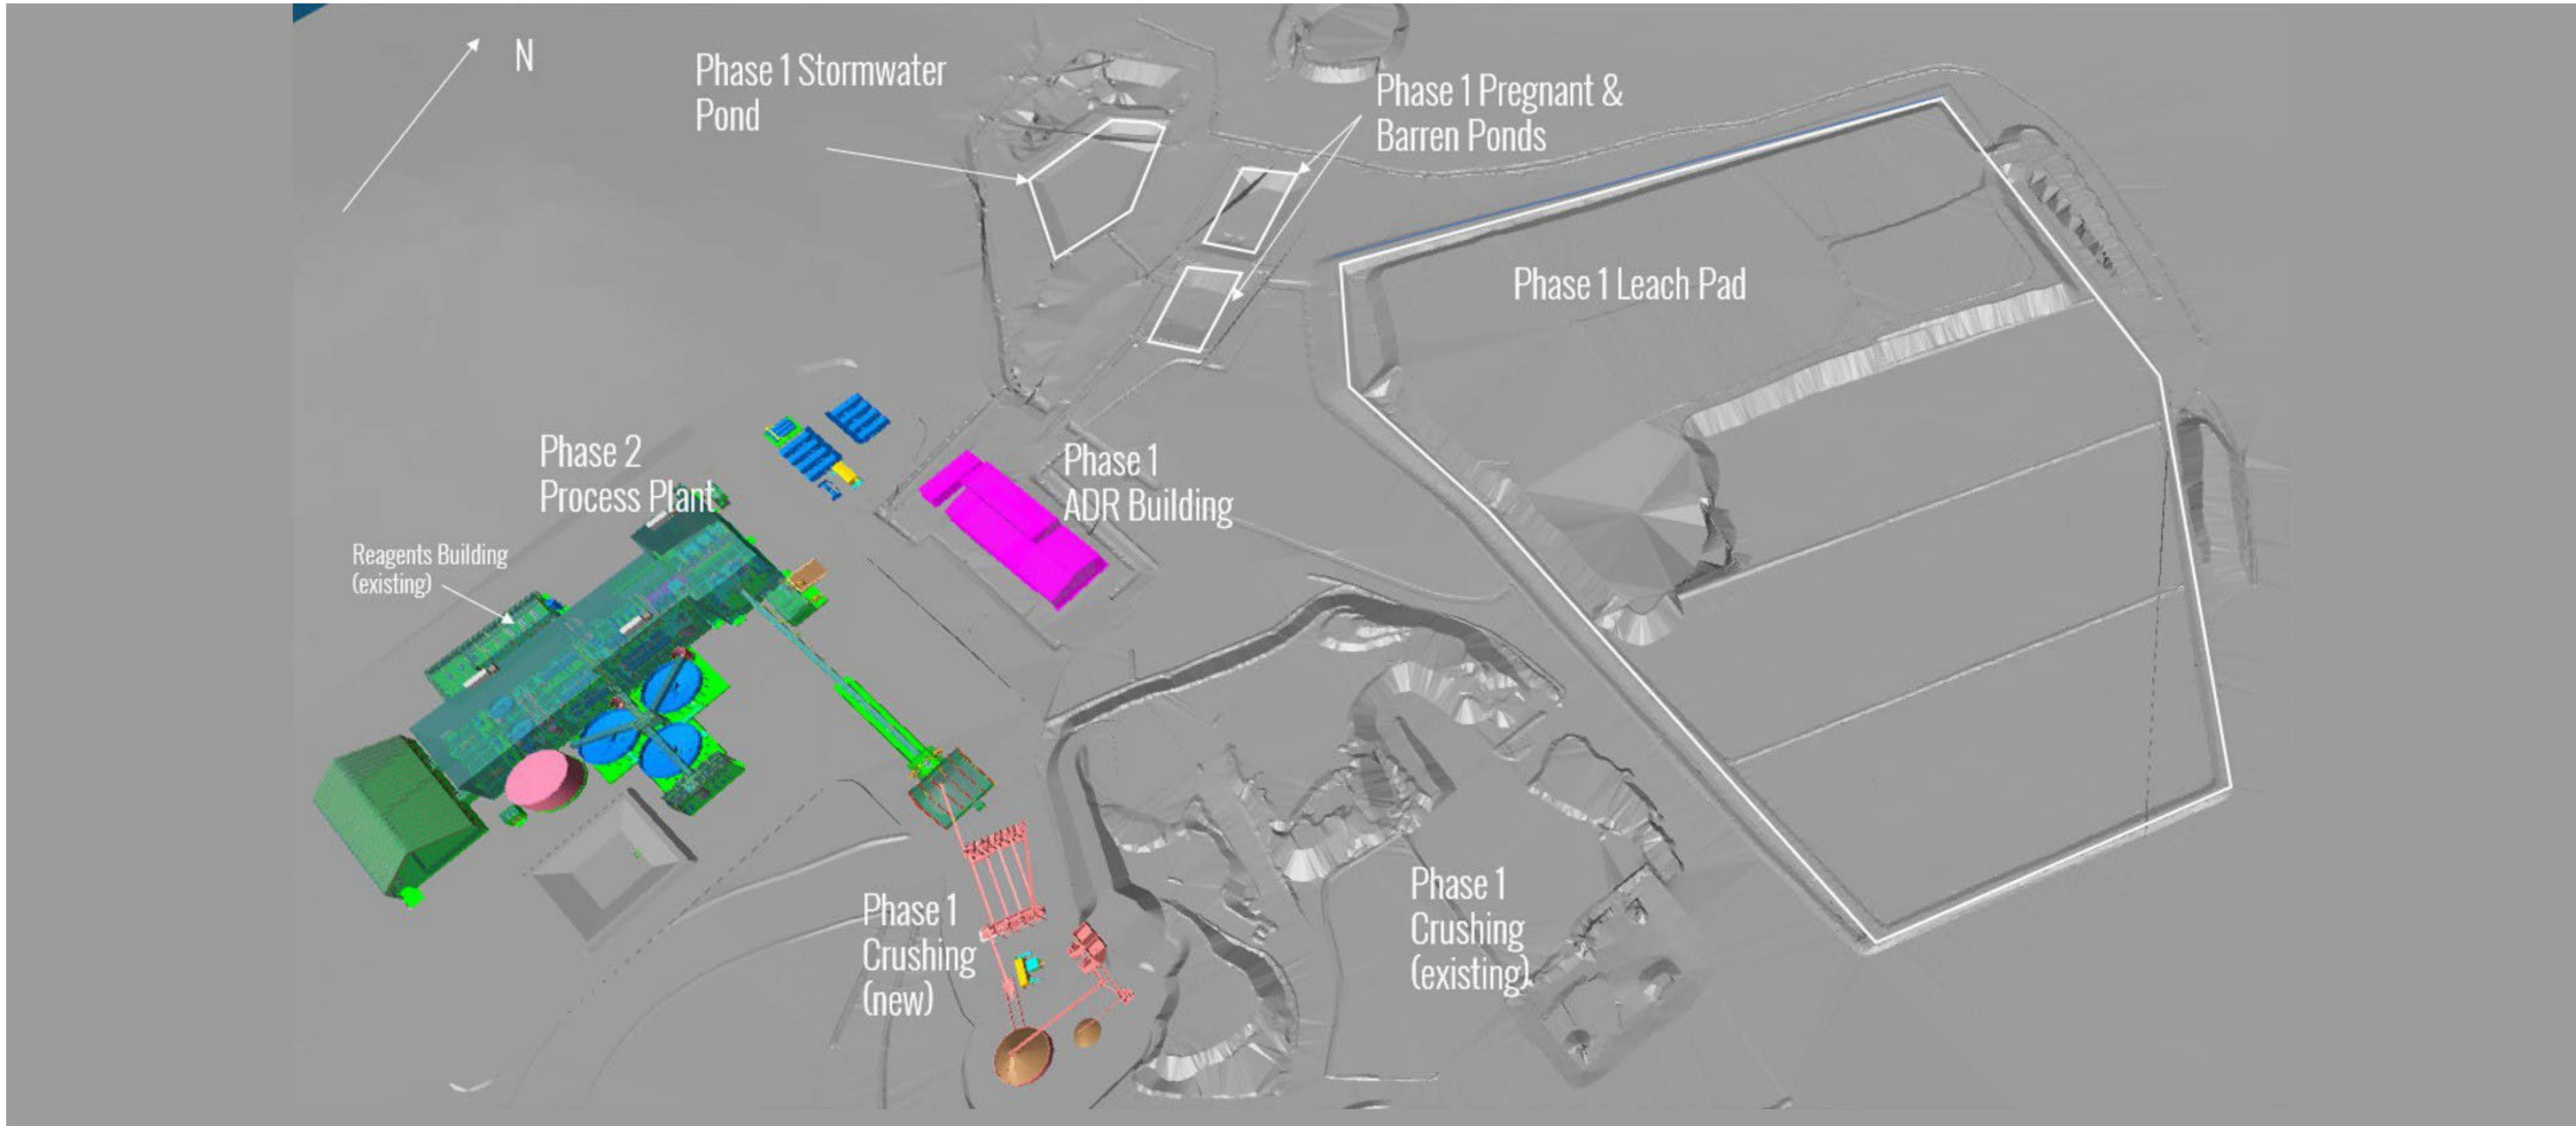 N
Phase 1 Stormwater
Pond
Phase 1 Pregnant &
Barren Ponds
Phase 1 Leach Pad
Phase 2
Process Plant
Phase 1
ADR Building
Reagents Building
(existing)
Phase 1
Crushing
(new)
Phase 1
Crushing
(existing)